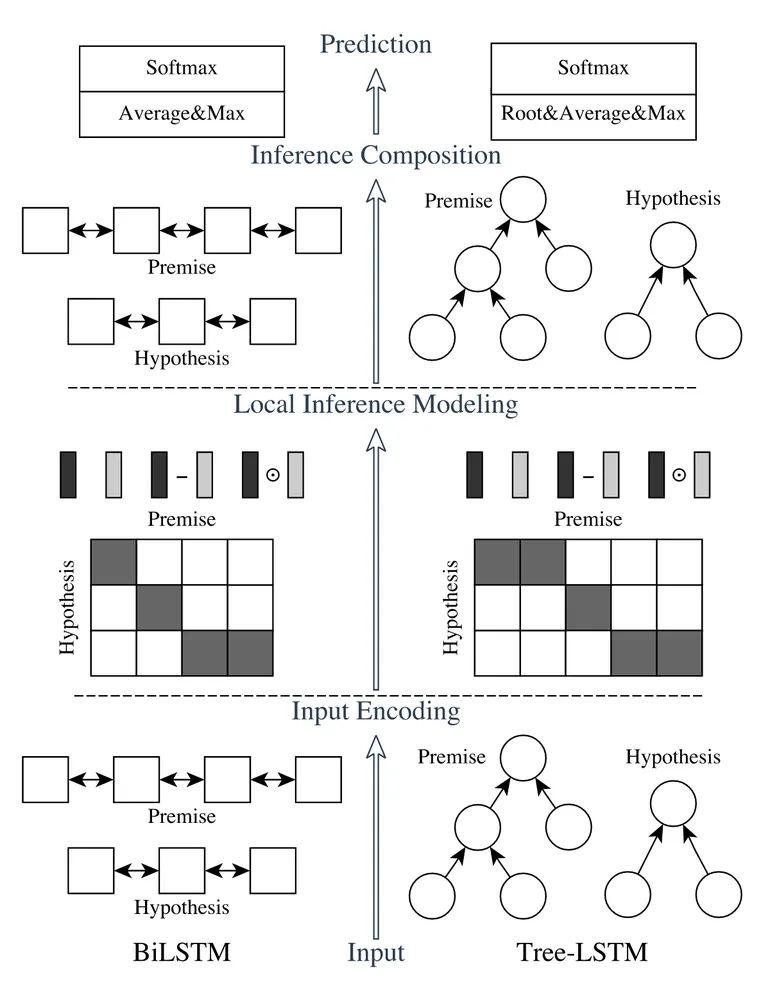 Prediction
Softmax
Average&Max
Softmax
Root&Average&Max
Inference Composition
Premise
Hypothesis
Premise
Hypothesis
Local Inference Modeling
–
⊙
–
⊙
Premise
Hypothesis
Premise
Hypothesis
Input Encoding
Premise
Hypothesis
Premise
Hypothesis
BiLSTM
Input
Tree-LSTM